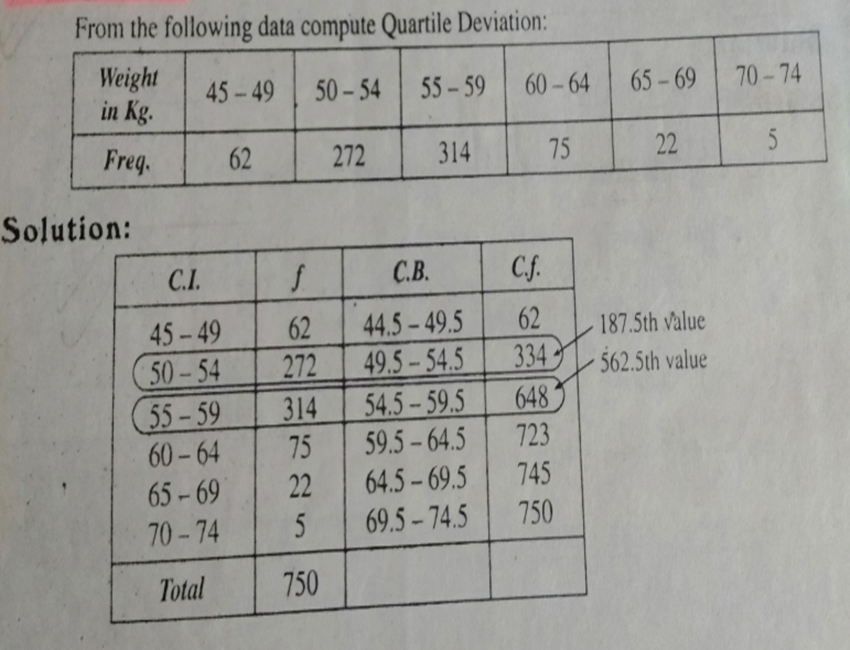 From the following data compute Quartile Deviation:
Weight in Kg. 45 – 49 50 – 54 55 – 59 60 – 64 65 – 69 70 – 74
Freq. 62 272 314 75 22 5
Solution:
C.I. f C.B. C.f.
45 – 49 62 44.5 – 49.5 62 187.5th value
50 – 54 272 49.5 – 54.5 334 562.5th value
55 – 59 314 54.5 – 59.5 648
60 – 64 75 59.5 – 64.5 723
65 – 69 22 64.5 – 69.5 745
70 – 74 5 69.5 – 74.5 750
Total 750